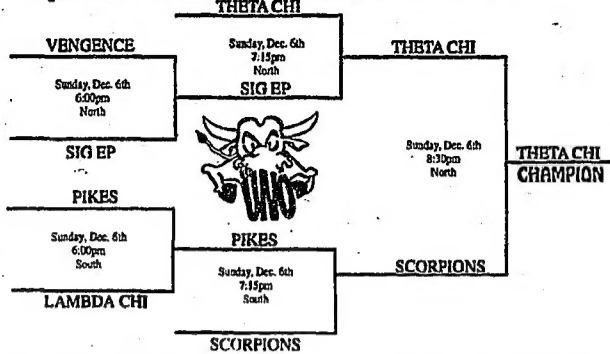 THETA CHI
VENGENCE
Sunday, Dec. 6th
7:15pm
North
THETA CHI
Sunday, Dec. 6th
6:00pm
North
SIG EP
SIG EP
Sunday, Dec. 6th
8:30pm
North
THETA CHI
CHAMPION
UNO
PIKES
Sunday, Dec. 6th
6:00pm
South
PIKES
Sunday, Dec. 6th
7:15pm
South
SCORPIONS
LAMBDA CHI
SCORPIONS